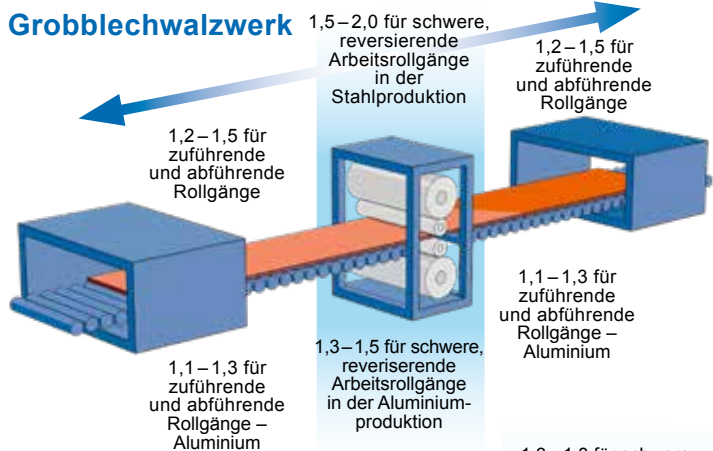 Grobblechwalzwerk
1,5–2,0 für schwere,
reversierende
Arbeitsrollgänge
in der
Stahlproduktion
1,2–1,5 für
zuführende
und abführende
Rollgänge
1,2–1,5 für
zuführende
und abführende
Rollgänge
1,1–1,3 für
zuführende
und abführende
Rollgänge –
Aluminium
1,3–1,5 für schwere,
reveriserende
Arbeitsrollgänge
in der Aluminium-
produktion
1,1–1,3 für
zuführende
und abführende
Rollgänge –
Aluminium